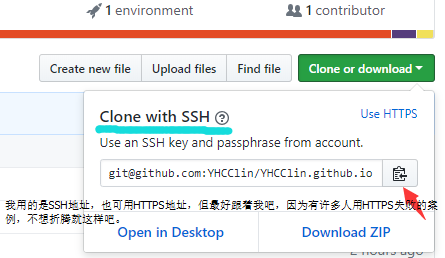 1 environment
1 contributor
Create new file
Upload files
Find file
Clone or download
Clone with SSH ?
Use HTTPS
Use an SSH key and passphrase from account.
git@github.com:YHCClin/YHCClin.github.io
我用的是SSH地址，也可用HTTPS地址，但最好跟着我吧，因为有许多人用HTTPS失败的案
例，不想折腾就这样吧。
Open in Desktop
Download ZIP
2 hours ago